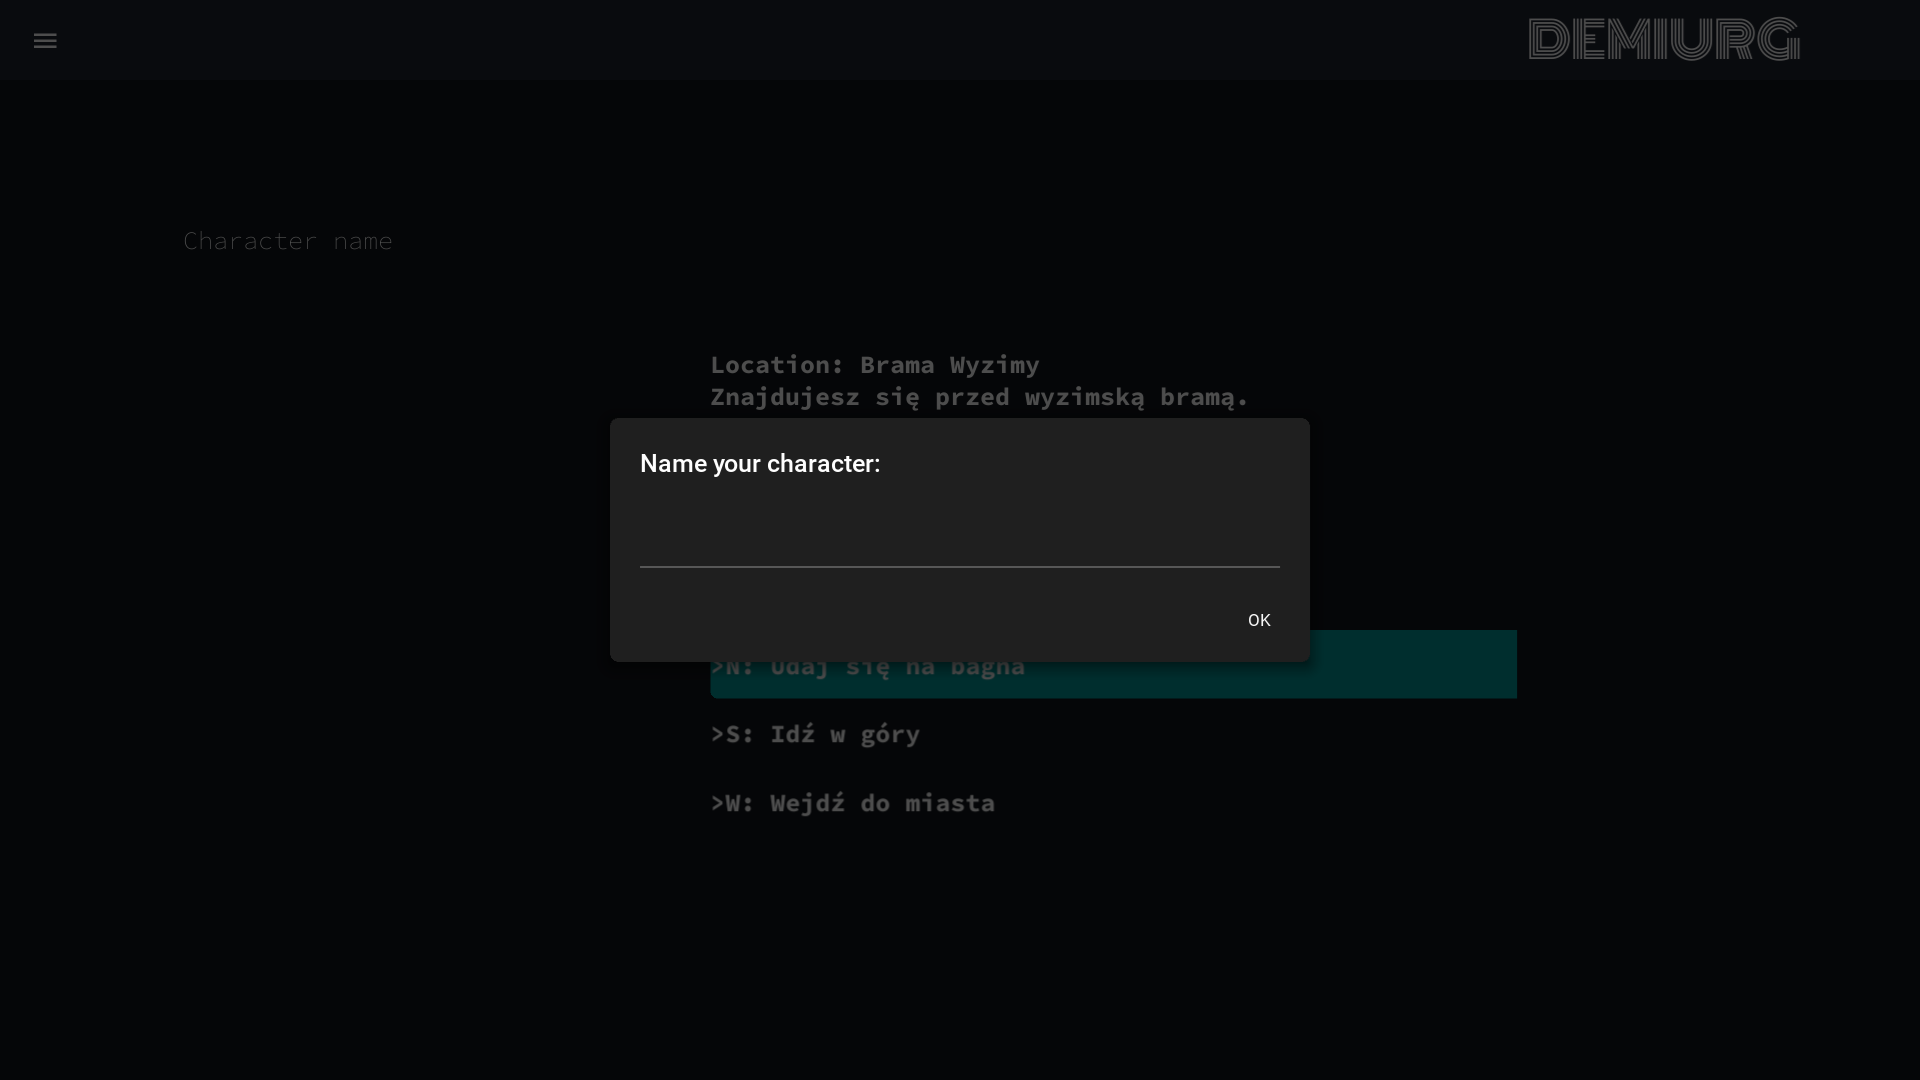 DEMIURG
Character name
Location: Brama Wyzimy
Znajdujesz się przed wyzimską bramą.
Name your character:
OK
>N: Udaj się na bagna
>S: Idź w góry
>W: Wejdź do miasta